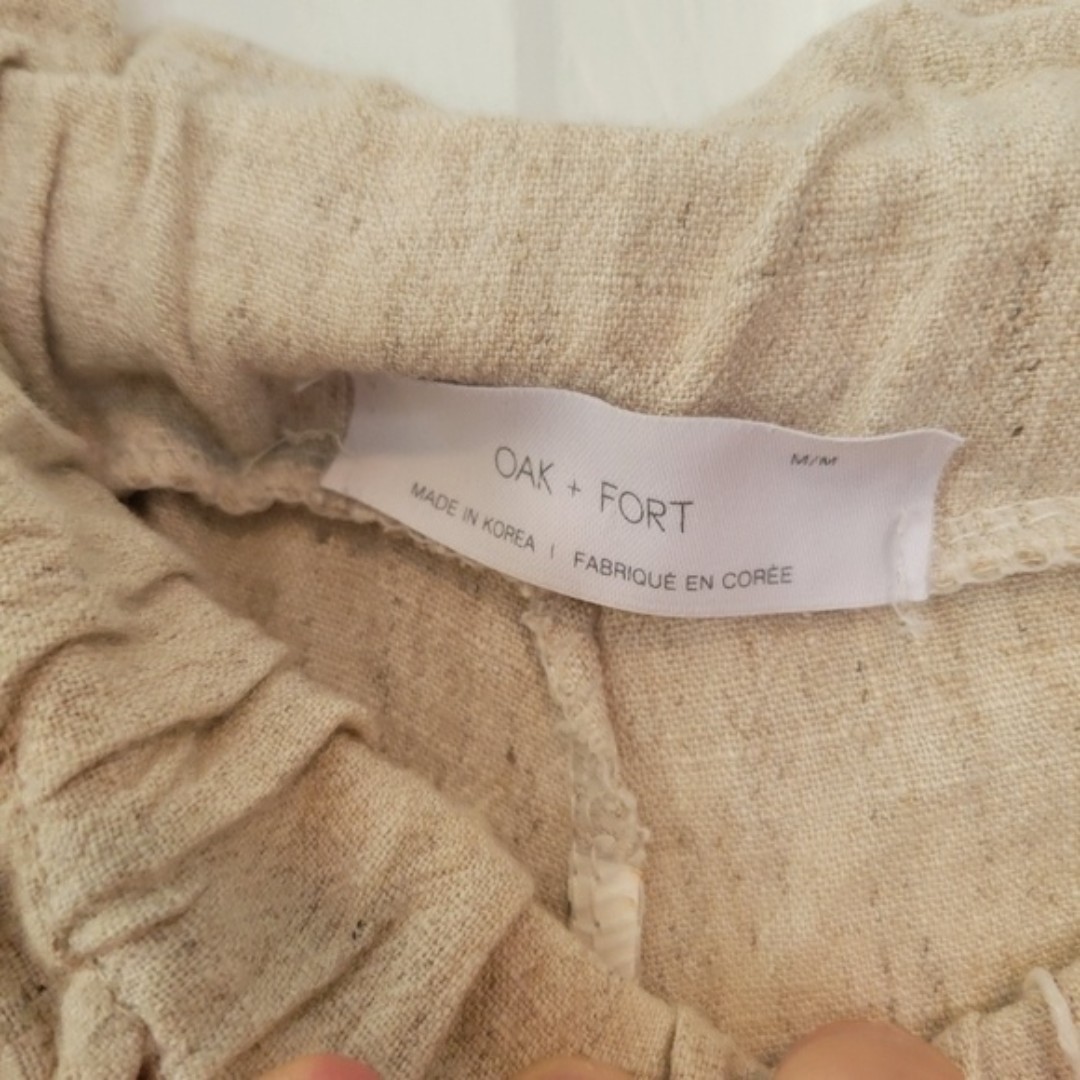 OAK + FORT
M/M
MADE IN KOREA | FABRIQUÉ EN CORÉE